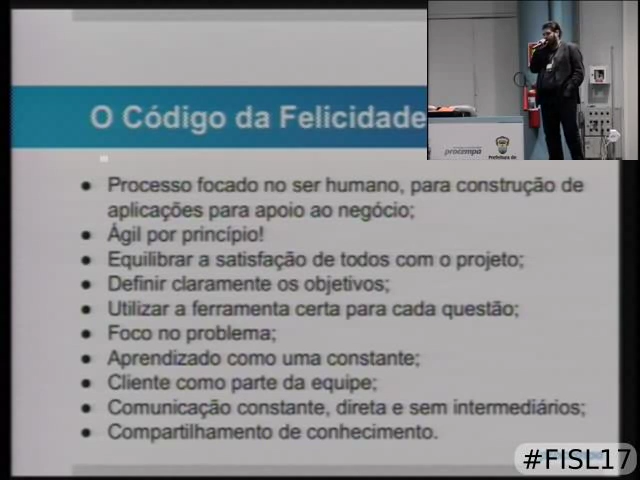 O Código da Felicidade
procempa
Prefeitura de
● Processo focado no ser humano, para construção de
aplicações para apoio ao negócio;
● Ágil por princípio!
● Equilibrar a satisfação de todos com o projeto;
● Definir claramente os objetivos;
● Utilizar a ferramenta certa para cada questão;
● Foco no problema;
● Aprendizado como uma constante;
● Cliente como parte da equipe;
● Comunicação constante, direta e sem intermediários;
● Compartilhamento de conhecimento.
#FISL17